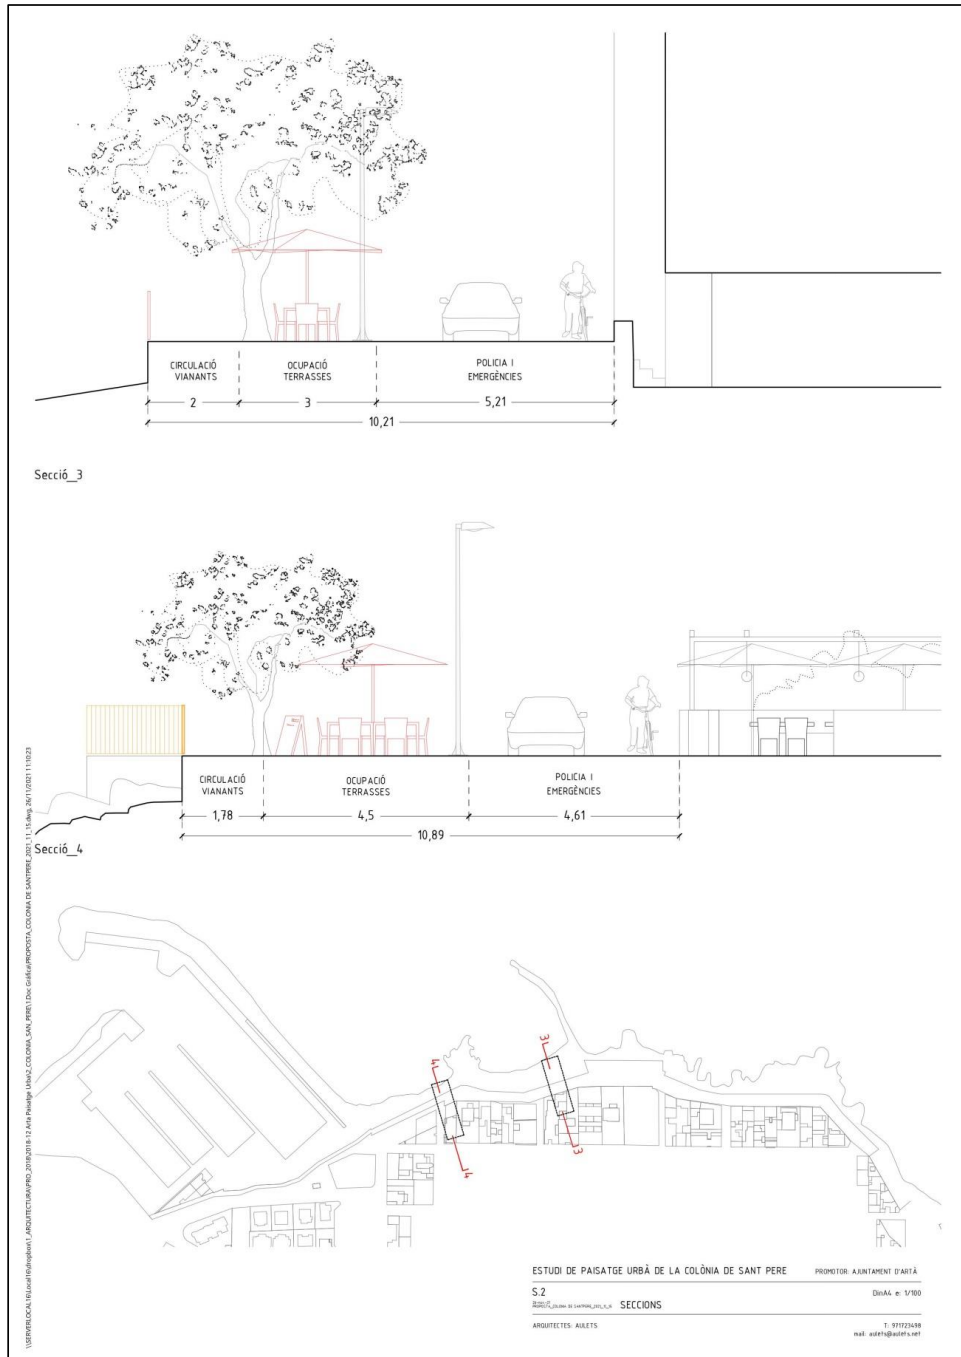 CIRCULACIÓ
VIANANTS
OCUPACIÓ
TERRASSES
POLICIA I
EMERGÈNCIES
2
3
5,21
10,21
Secció_3
CIRCULACIÓ
VIANANTS
OCUPACIÓ
TERRASSES
POLICIA I
EMERGÈNCIES
1,78
4,5
4,61
10,89
Secció_4
4
3
4
3
ESTUDI DE PAISATGE URBÀ DE LA COLÒNIA DE SANT PERE PROMOTOR: AJUNTAMENT D'ARTÀ
S.2 DinA4 e: 1/100
SECCIONS
ARQUITECTES: AULETS T: 971723498
mail: aulets@aulets.net